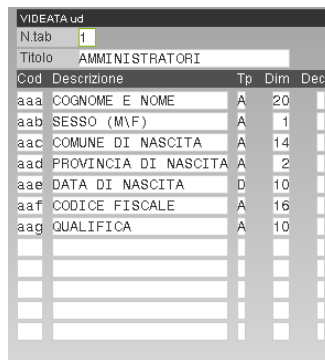 VIDEATA ud
N.tab 1
Titolo AMMINISTRATORI
Cod Descrizione Tp Dim Dec
aaa COGNOME E NOME A 20
aab SESSO (M\F) A 1
aac COMUNE DI NASCITA A 14
aad PROVINCIA DI NASCITA A 2
aae DATA DI NASCITA D 10
aaf CODICE FISCALE A 16
aag QUALIFICA A 10